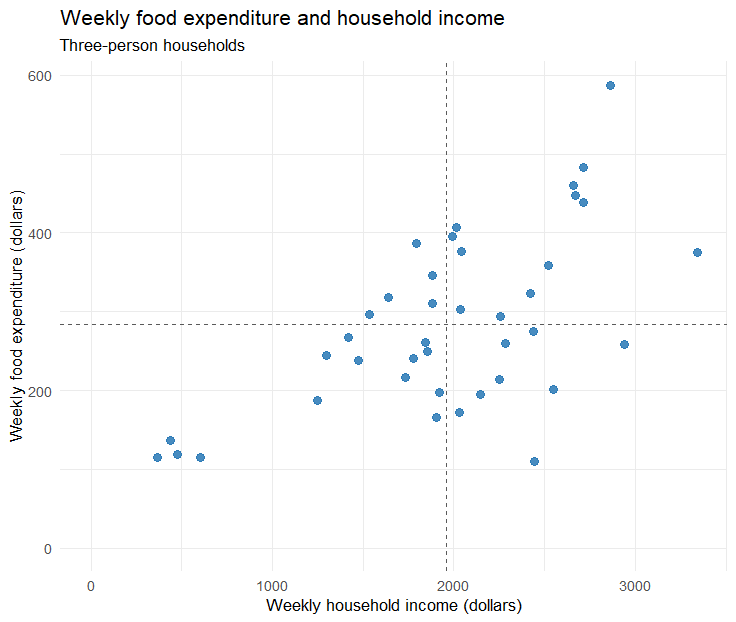 Weekly food expenditure and household income
Three-person households
Weekly food expenditure (dollars)
600
400
200
0
0 1000 2000 3000
Weekly household income (dollars)